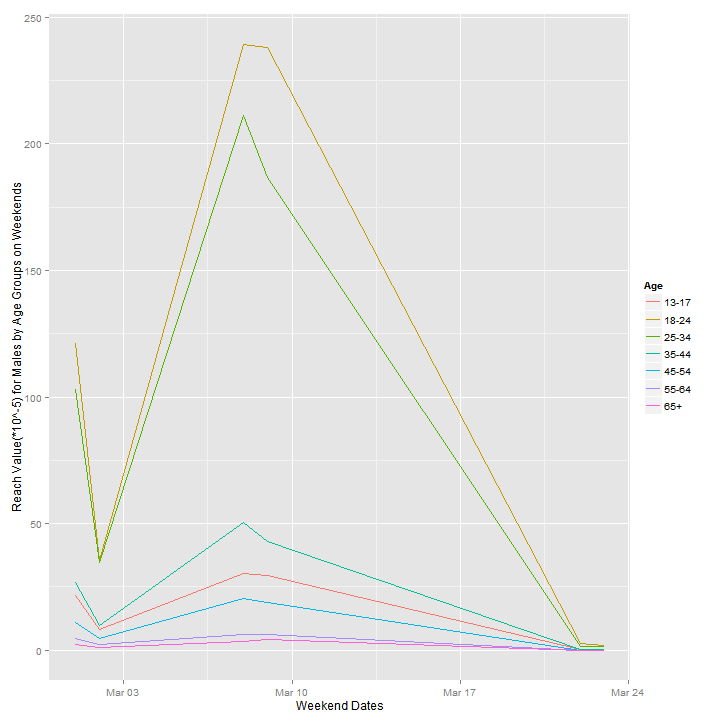 Reach Value(*10^-5) for Males by Age Groups on Weekends
250
200
150
100
50
0
Mar 03
Mar 10
Mar 17
Mar 24
Weekend Dates
Age
13-17
18-24
25-34
35-44
45-54
55-64
65+